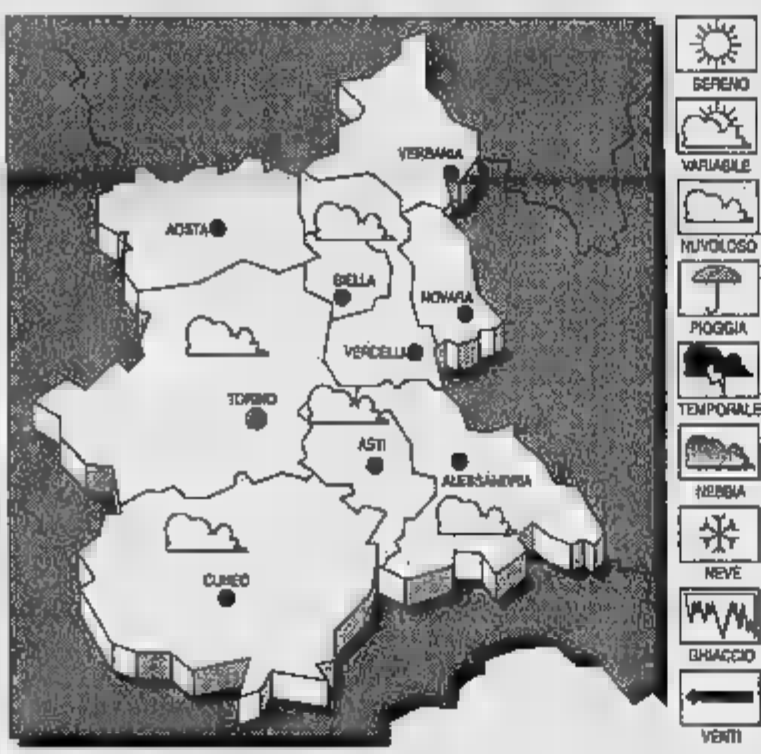 VERBANIA
AOSTA
BIELLA
NOVARA
VERCELLI
TORINO
ASTI
ALESSANDRIA
CUNEO
SERENO
VARIABILE
NUVOLOSO
PIOGGIA
TEMPORALE
NEBBIA
NEVE
GHIACCIO
VENTI